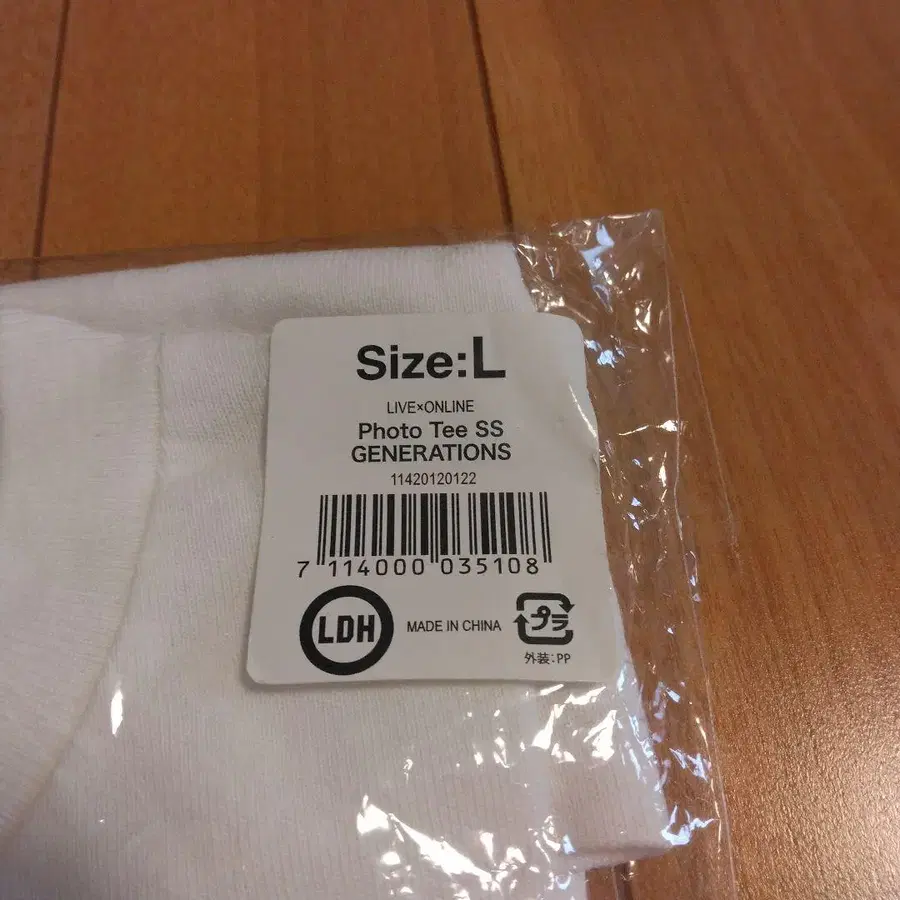 Size:L
LIVE×ONLINE
Photo Tee SS
GENERATIONS
11420120122
7 114000 035108
LDH
MADE IN CHINA
プラ
外装:PP